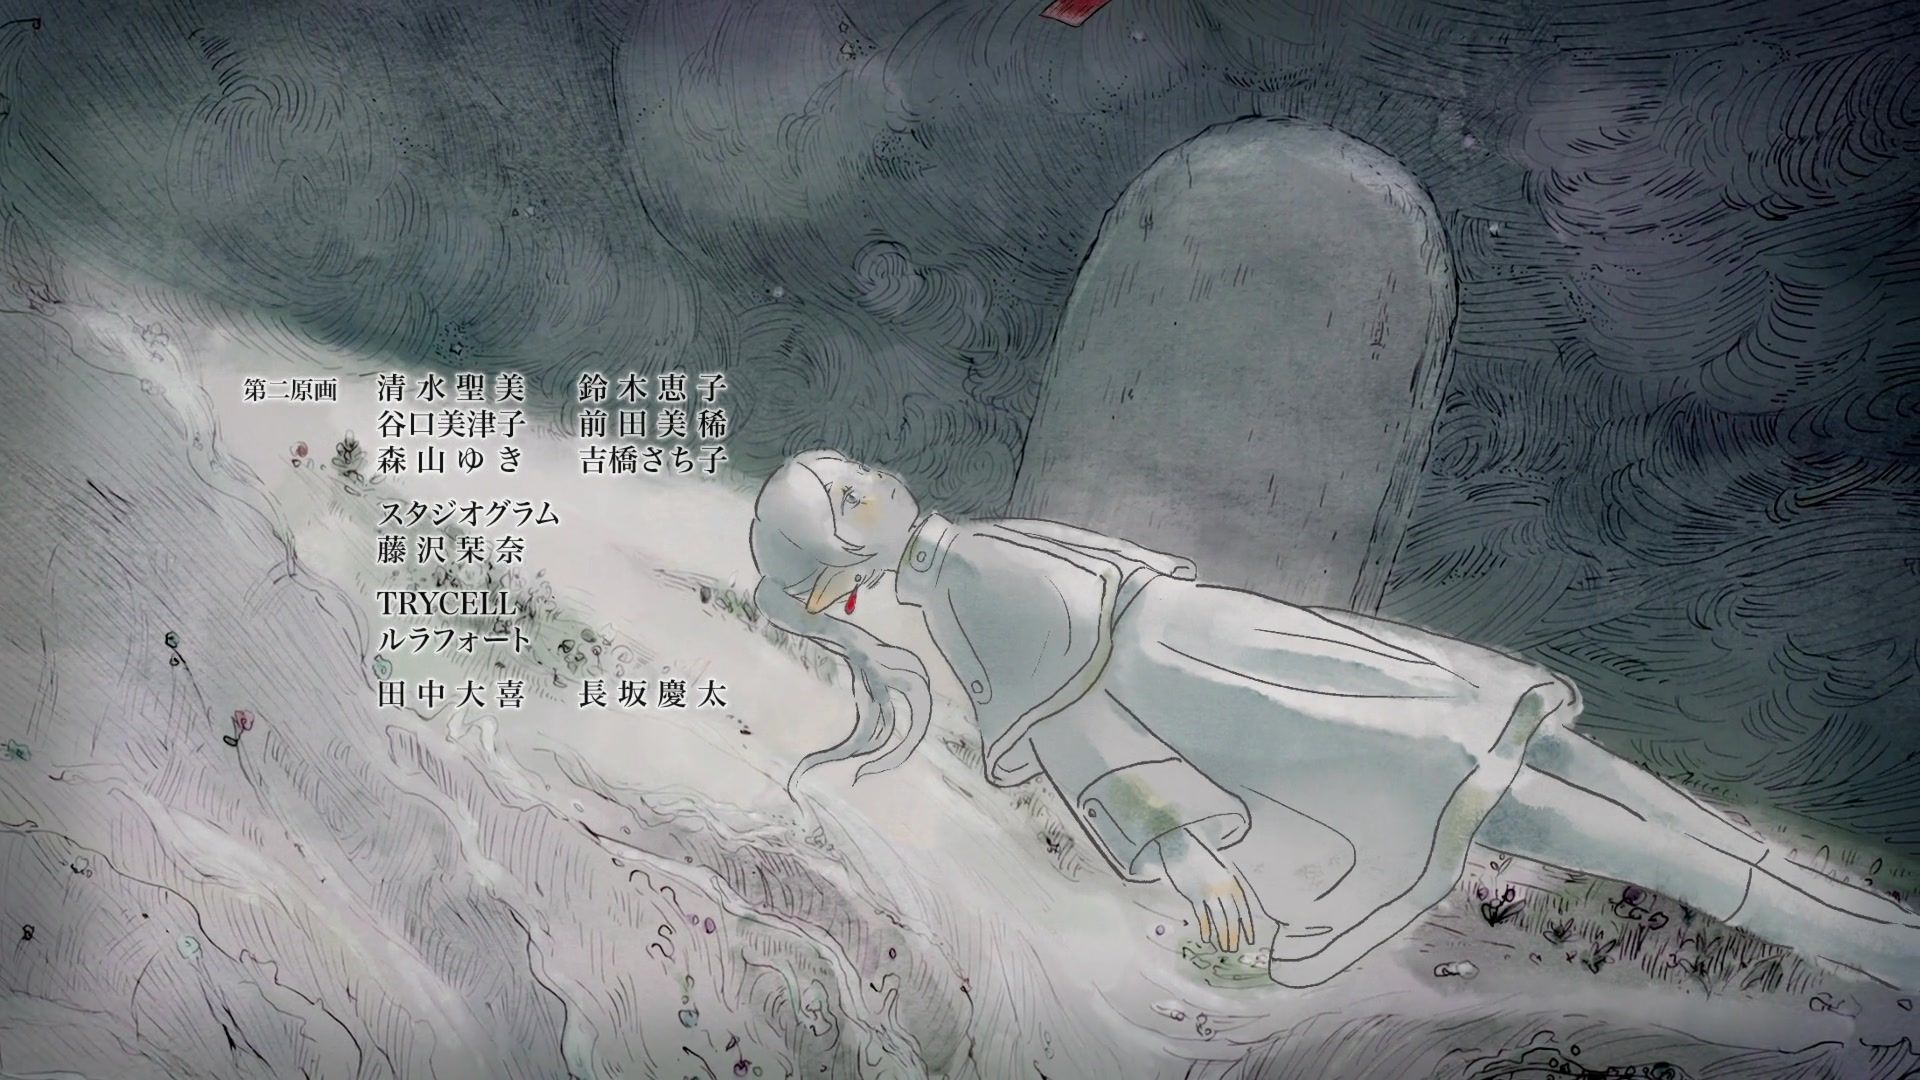 第二原画 清水聖美 鈴木恵子
谷口美津子 前田美稀
森山ゆき 吉橋さち子
スタジオグラム
藤沢栞奈
TRYCELL
ルラフォート
田中大喜 長坂慶太